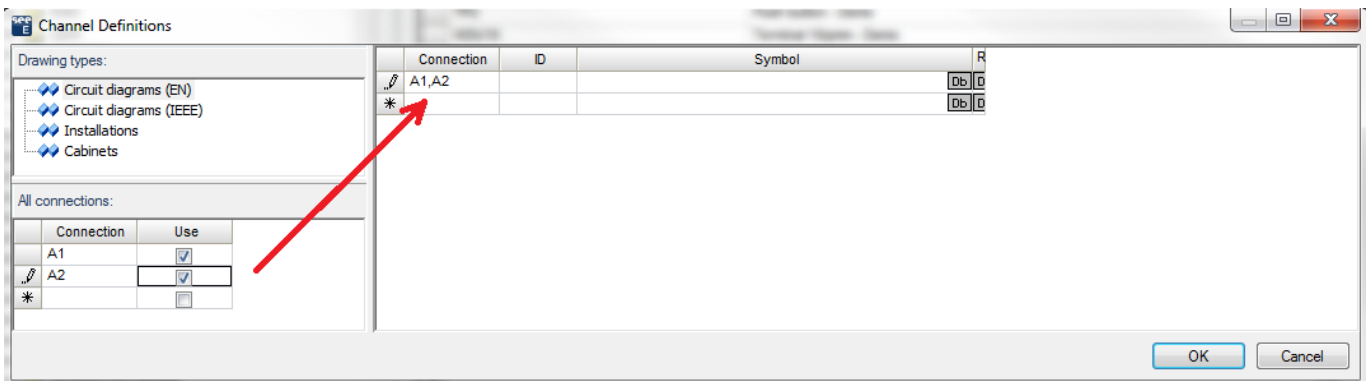 see E Channel Definitions
Drawing types:
Circuit diagrams (EN)
Circuit diagrams (IEEE)
Installations
Cabinets
All connections:
Connection Use
A1
A2
Connection ID Symbol R
A1,A2 Db D
Db D
OK Cancel